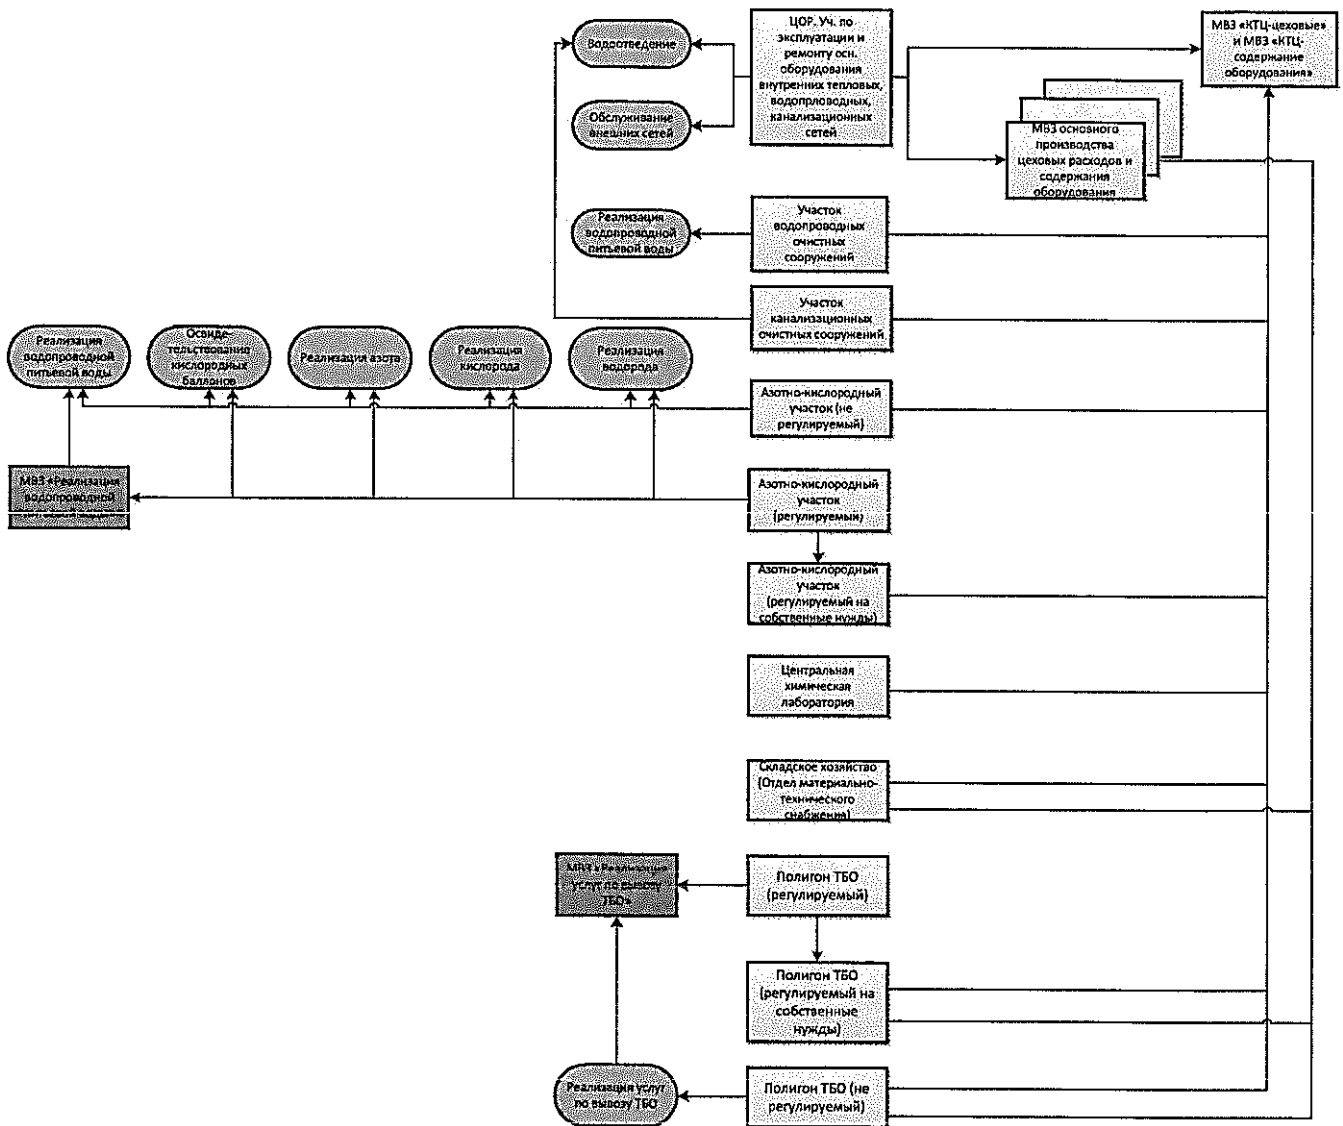 Водоотведение
Обслуживание
внешних сетей
ЦОР. Уч. по
эксплуатации и
ремонту осн.
оборудования
внутренних тепловых,
водопрловодных,
канализационных
сетей
МВЗ «КТЦ-цеховые»
и МВЗ «КТЦ-
содержание
оборудования»
МВЗ основного
производства
цеховых расходов и
содержания
оборудования
Реализация
водопроводной
питьевой воды
Участок
водопроводных
очистных
сооружений
Участок
канализационных
очистных сооружений
Реализация
водопроводной
питьевой воды
Освиде-
тельствование
кислородных
баллонов
Реализация азота
Реализация
кислорода
Реализация
водорода
Азотно-кислородный
участок (не
регулируемый)
МВЗ «Реализация
водопроводной
Азотно-кислородный
участок
(регулируемый)
Азотно-кислородный
участок
(регулируемый на
собственные нужды)
Центральная
химическая
лаборатория
Складское хозяйство
(Отдел материально-
технического
снабжения)
МВЗ «Реализация
услуг по вывозу
ТБО»
Полигон ТБО
(регулируемый)
Полигон ТБО
(регулируемый на
собственные
нужды)
Реализация услуг
по вывозу ТБО
Полигон ТБО (не
регулируемый)